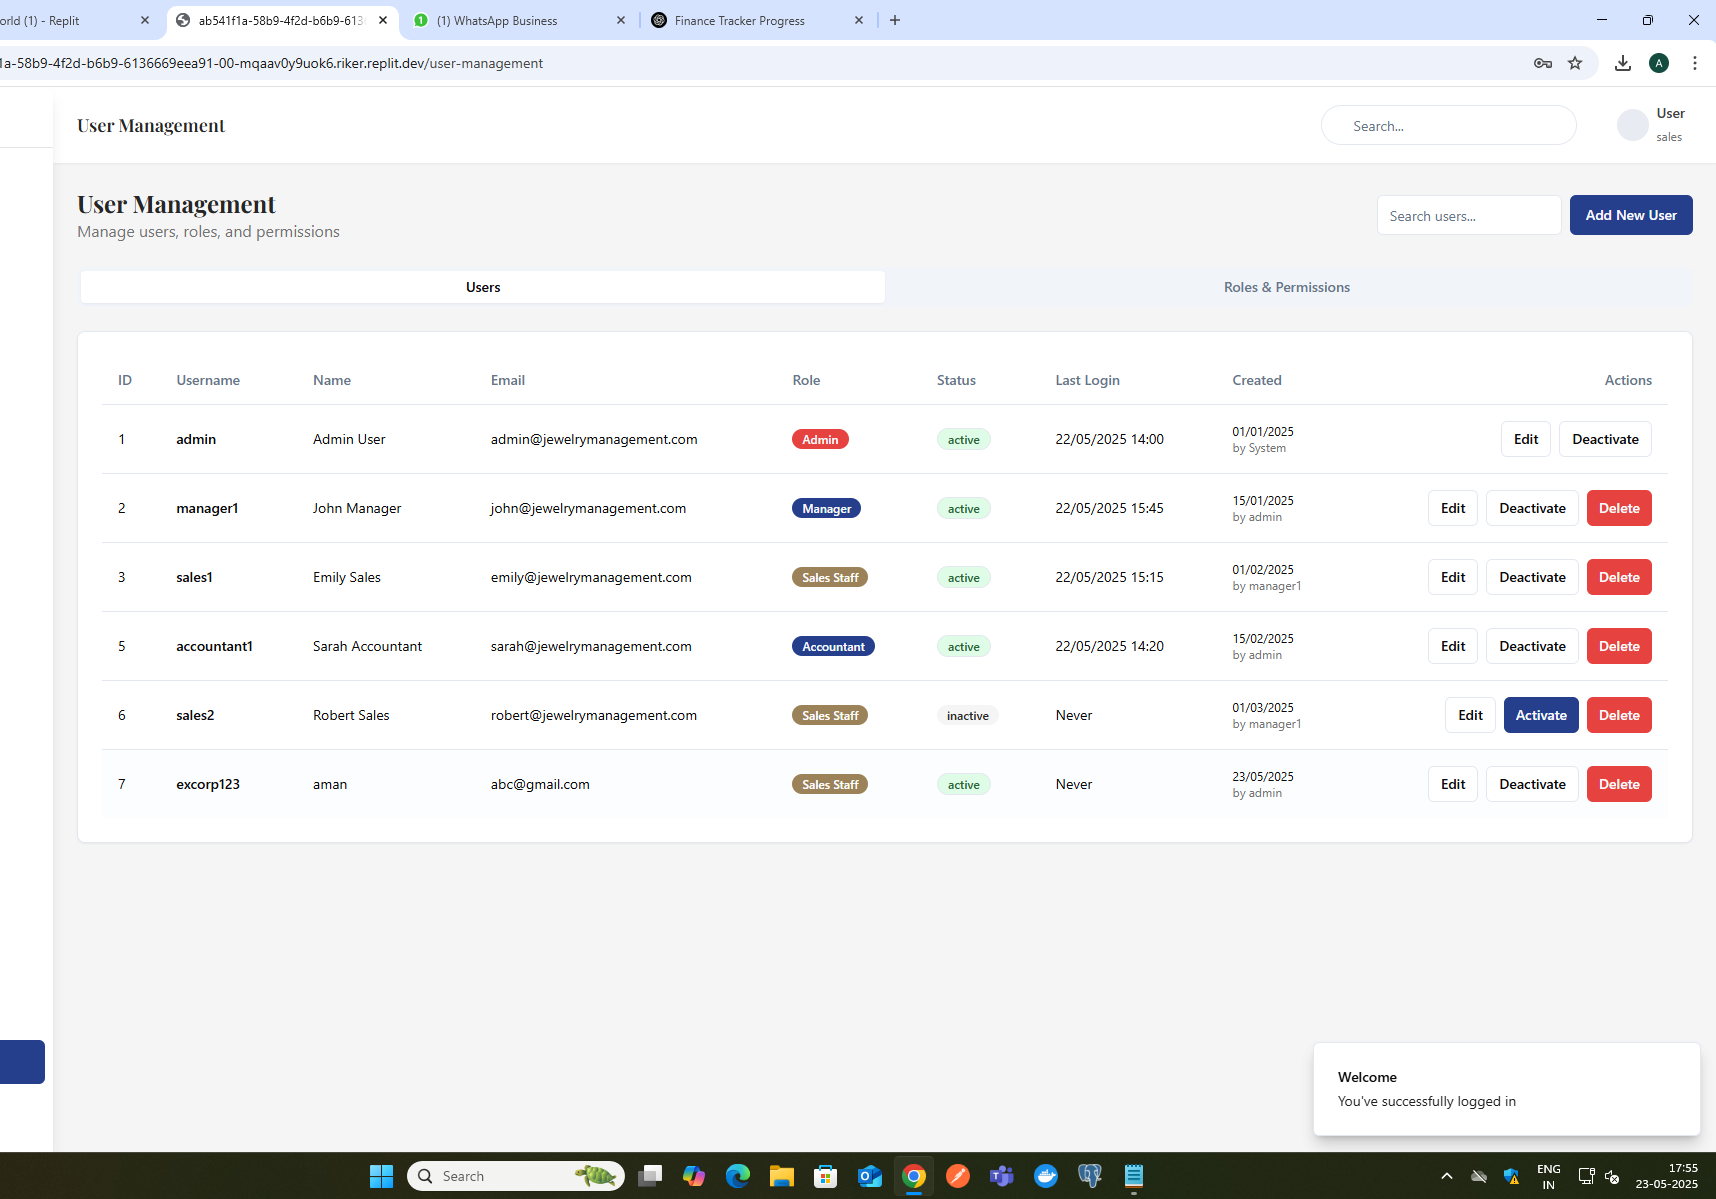 orld (1) - Replit
ab541f1a-58b9-4f2d-b6b9-613
(1) WhatsApp Business
Finance Tracker Progress
1a-58b9-4f2d-b6b9-6136669eea91-00-mqaav0y9uok6.riker.replit.dev/user-management
A
User Management
Search...
User
sales
User Management
Manage users, roles, and permissions
Search users...
Add New User
Users
Roles & Permissions
ID Username Name Email Role Status Last Login Created Actions
1 admin Admin User admin@jewelrymanagement.com Admin active 22/05/2025 14:00 01/01/2025 by System Edit Deactivate
2 manager1 John Manager john@jewelrymanagement.com Manager active 22/05/2025 15:45 15/01/2025 by admin Edit Deactivate Delete
3 sales1 Emily Sales emily@jewelrymanagement.com Sales Staff active 22/05/2025 15:15 01/02/2025 by manager1 Edit Deactivate Delete
5 accountant1 Sarah Accountant sarah@jewelrymanagement.com Accountant active 22/05/2025 14:20 15/02/2025 by admin Edit Deactivate Delete
6 sales2 Robert Sales robert@jewelrymanagement.com Sales Staff inactive Never 01/03/2025 by manager1 Edit Activate Delete
7 excorp123 aman abc@gmail.com Sales Staff active Never 23/05/2025 by admin Edit Deactivate Delete
Welcome
You've successfully logged in
Search
ENG
IN
17:55
23-05-2025